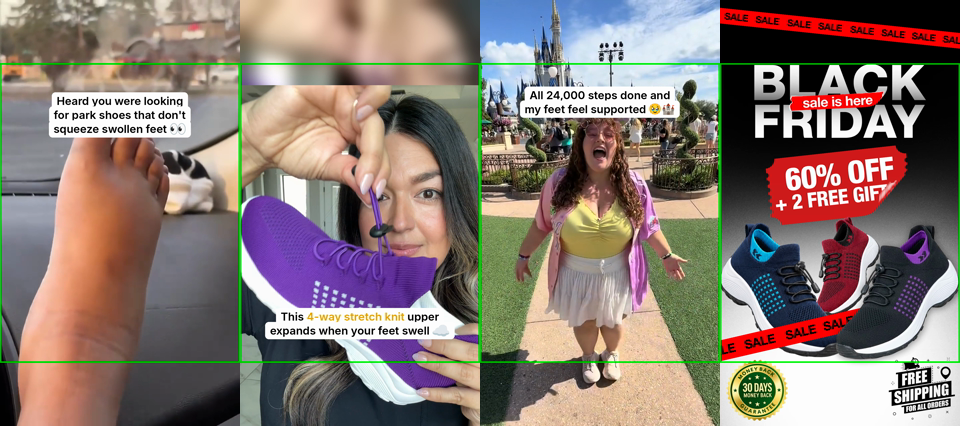 Heard you were looking
for park shoes that don't
squeeze swollen feet 👀
This 4-way stretch knit upper
expands when your feet swell ☁️
All 24,000 steps done and
my feet feel supported 🥹🏰
SALE SALE SALE SALE SALE SALE SALE
BLACK
sale is here
FRIDAY
60% OFF
+ 2 FREE GIF
SALE SALE SALE SALE
MONEY BACK
30 DAYS
MONEY BACK
GUARANTEE
FREE
SHIPPING
FOR ALL ORDERS